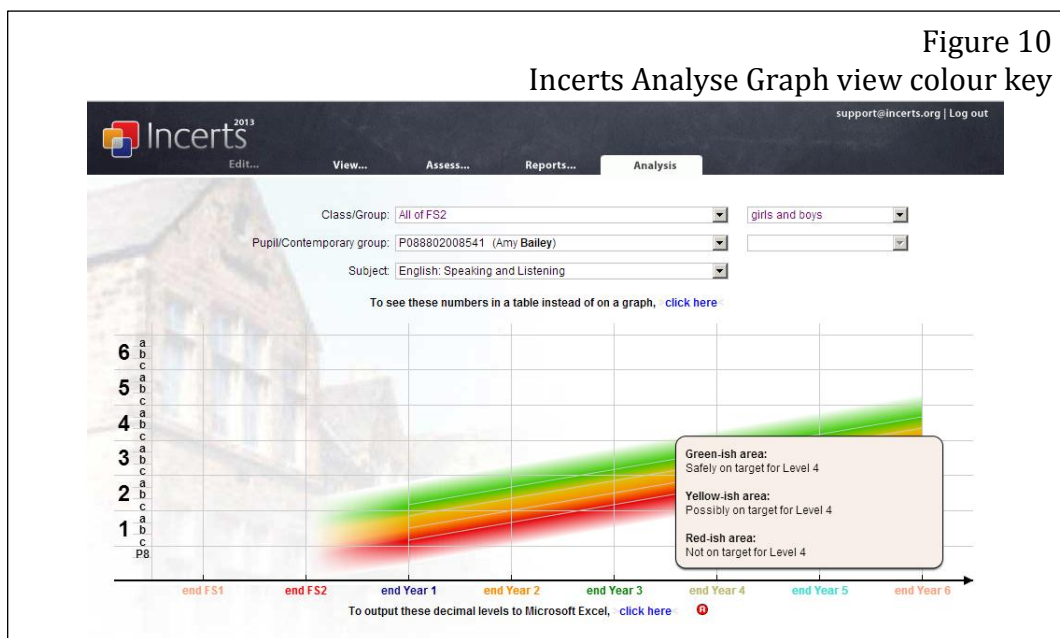 Figure 10
Incerts Analyse Graph view colour key
support@incerts.org | Log out
Incerts 2013
Edit... View... Assess... Reports... Analysis
Class/Group: All of FS2 girls and boys
Pupil/Contemporary group: P088802008541 (Amy Bailey)
Subject: English: Speaking and Listening
To see these numbers in a table instead of on a graph, >click here<
6 a b c
5 a b c
4 a b c
3 a b c
2 a b c
1 a b c
P8
Green-ish area:
Safely on target for Level 4
Yellow-ish area:
Possibly on target for Level 4
Red-ish area:
Not on target for Level 4
end FS1 end FS2 end Year 1 end Year 2 end Year 3 end Year 4 end Year 5 end Year 6
To output these decimal levels to Microsoft Excel, >click here<